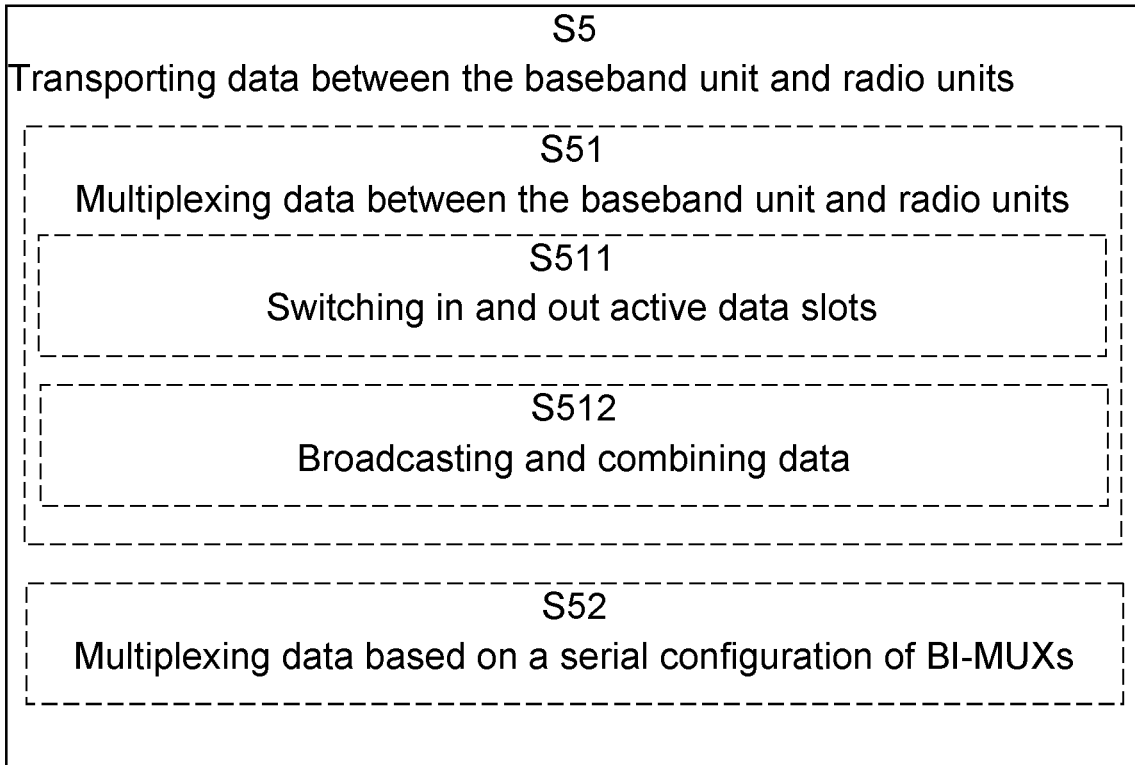 S5
Transporting data between the baseband unit and radio units
S51
Multiplexing data between the baseband unit and radio units
S511
Switching in and out active data slots
S512
Broadcasting and combining data
S52
Multiplexing data based on a serial configuration of BI-MUXs